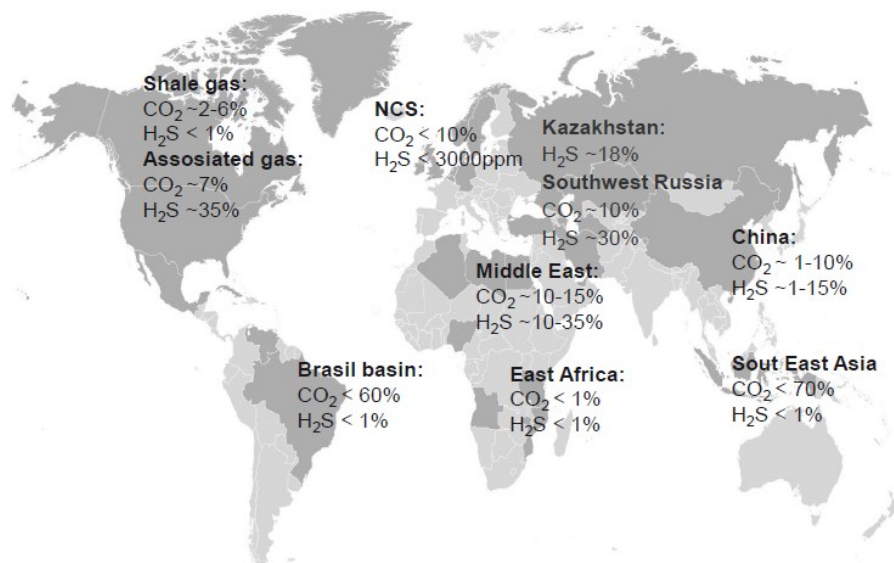 Shale gas:
CO₂ ~2-6%
H₂S < 1%
Assosiated gas:
CO₂ ~7%
H₂S ~35%
NCS:
CO₂ < 10%
H₂S < 3000ppm
Kazakhstan:
H₂S ~18%
Southwest Russia
CO₂ ~10%
H₂S ~30%
China:
CO₂ ~ 1-10%
H₂S ~1-15%
Middle East:
CO₂ ~10-15%
H₂S ~10-35%
Brasil basin:
CO₂ < 60%
H₂S < 1%
East Africa:
CO₂ < 1%
H₂S < 1%
Sout East Asia
CO₂ < 70%
H₂S < 1%